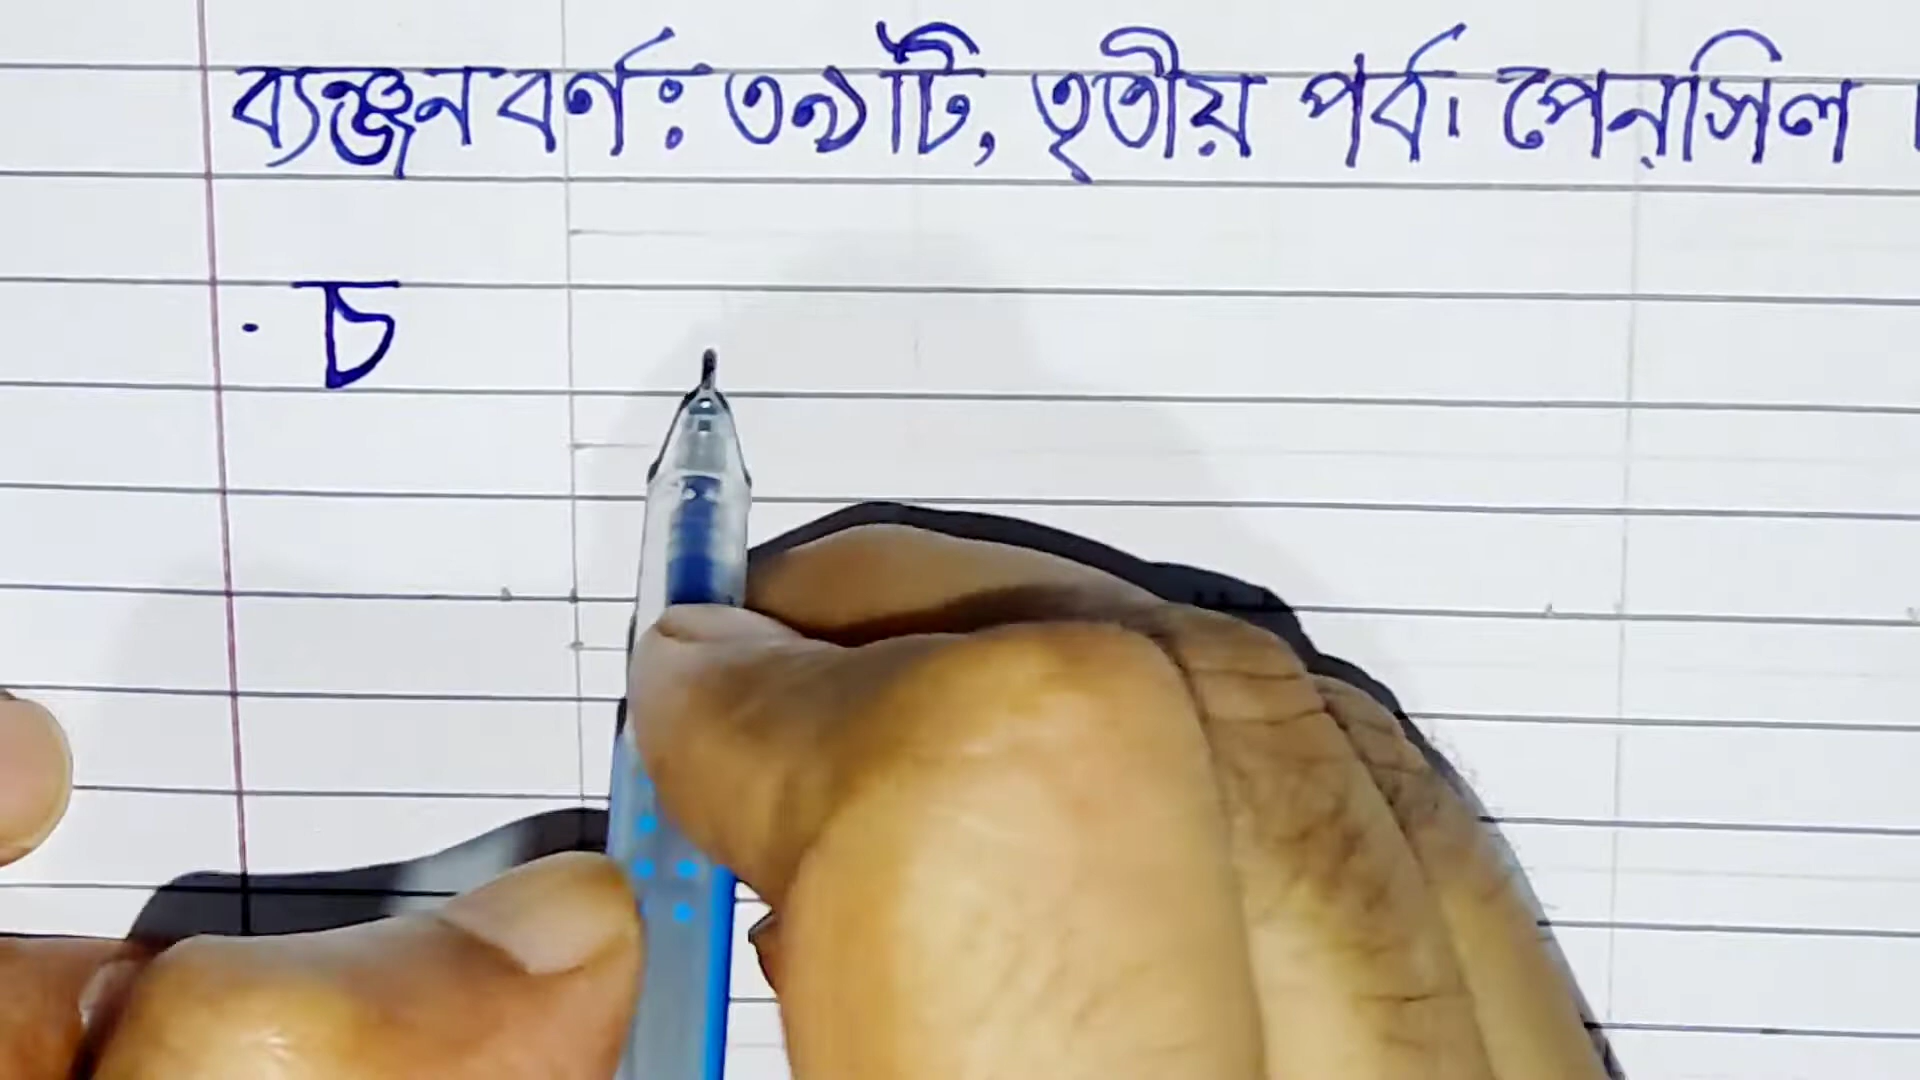 ব্যঞ্জনবর্ণ: ৩৯টি, তৃতীয় পর্ব। পেন্সিল।
· চ